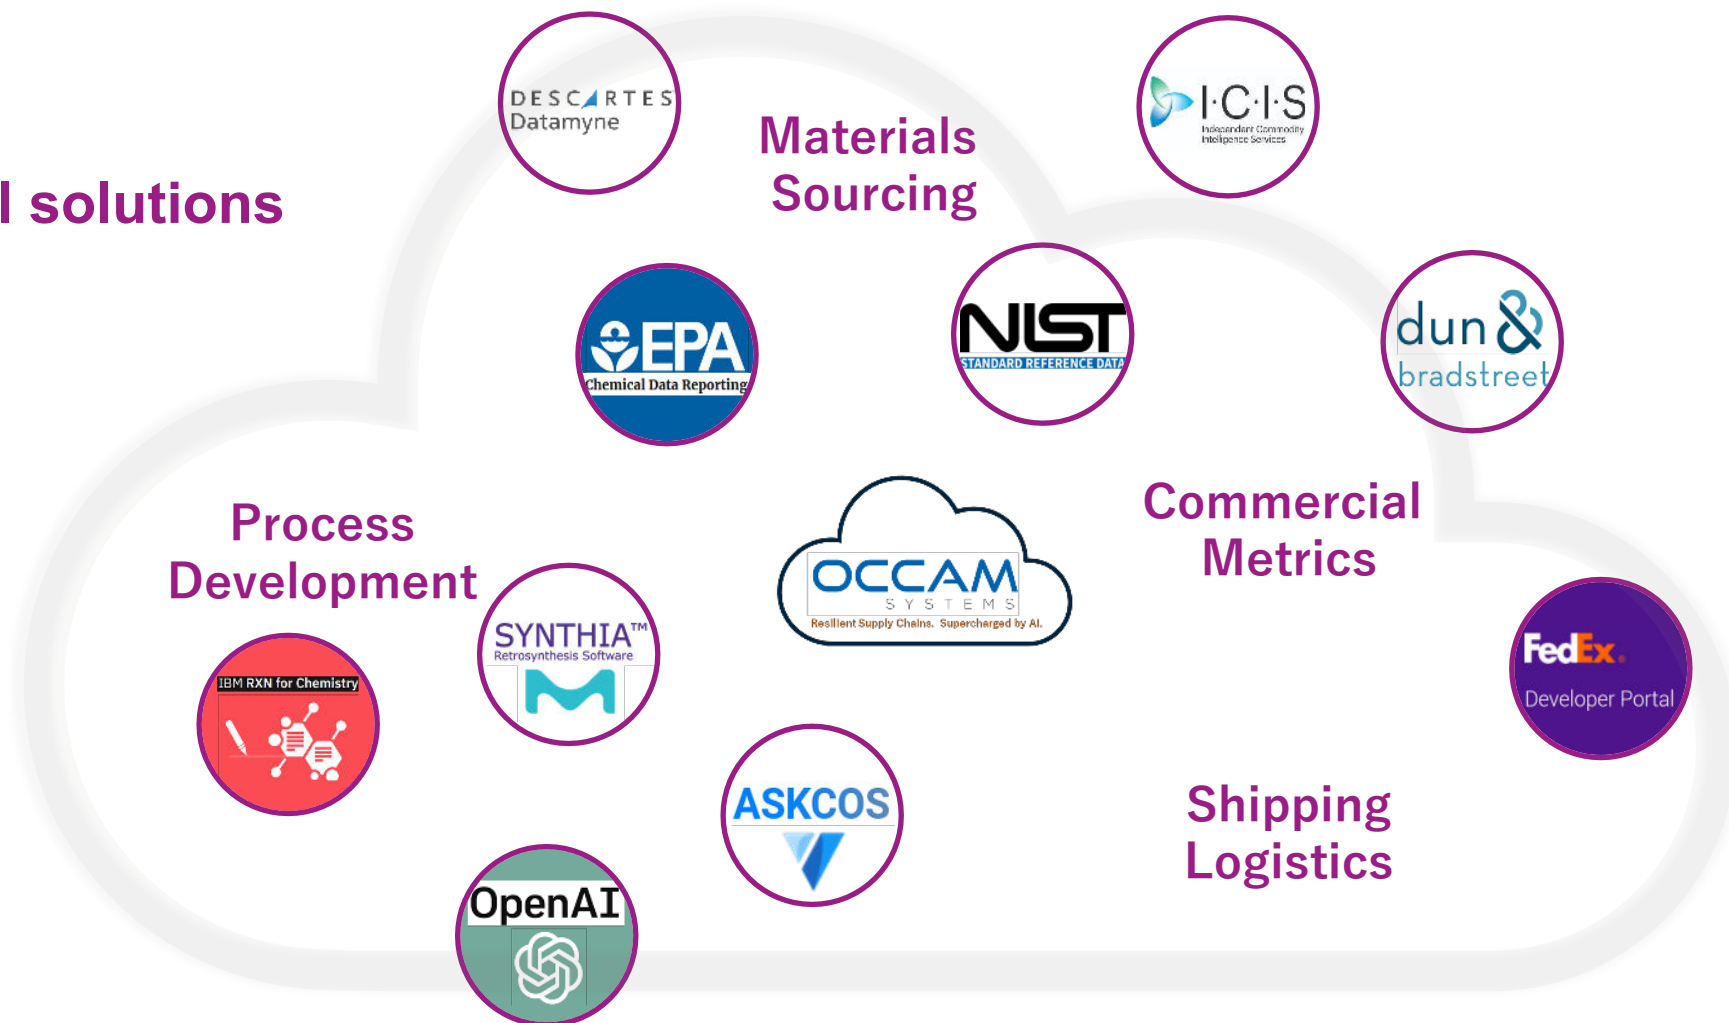 DESCARTES
Datamyne
Materials
Sourcing
I·C·I·S
Independent Commodity
Intelligence Services
l solutions
EPA
Chemical Data Reporting
NIST
STANDARD REFERENCE DATA
dun &
bradstreet
Process
Development
Commercial
Metrics
OCCAM
SYSTEMS
Resilient Supply Chains. Supercharged by AI.
SYNTHIA™
Retrosynthesis Software
M
IBM RXN for Chemistry
FedEx®
Developer Portal
ASKCOS
Shipping
Logistics
OpenAI